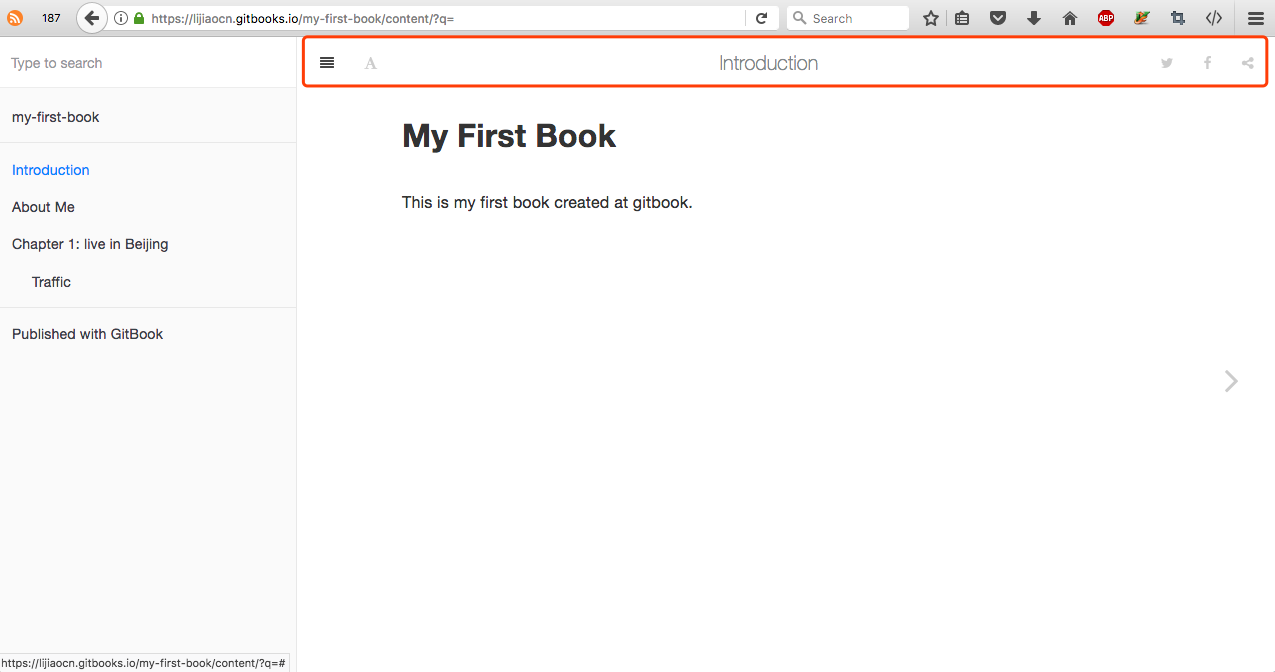 187
https://lijiaocn.gitbooks.io/my-first-book/content/?q=
Search
ABP
Type to search
A
Introduction
my-first-book
Introduction
About Me
Chapter 1: live in Beijing
Traffic
Published with GitBook
My First Book
This is my first book created at gitbook.
https://lijiaocn.gitbooks.io/my-first-book/content/?q=#